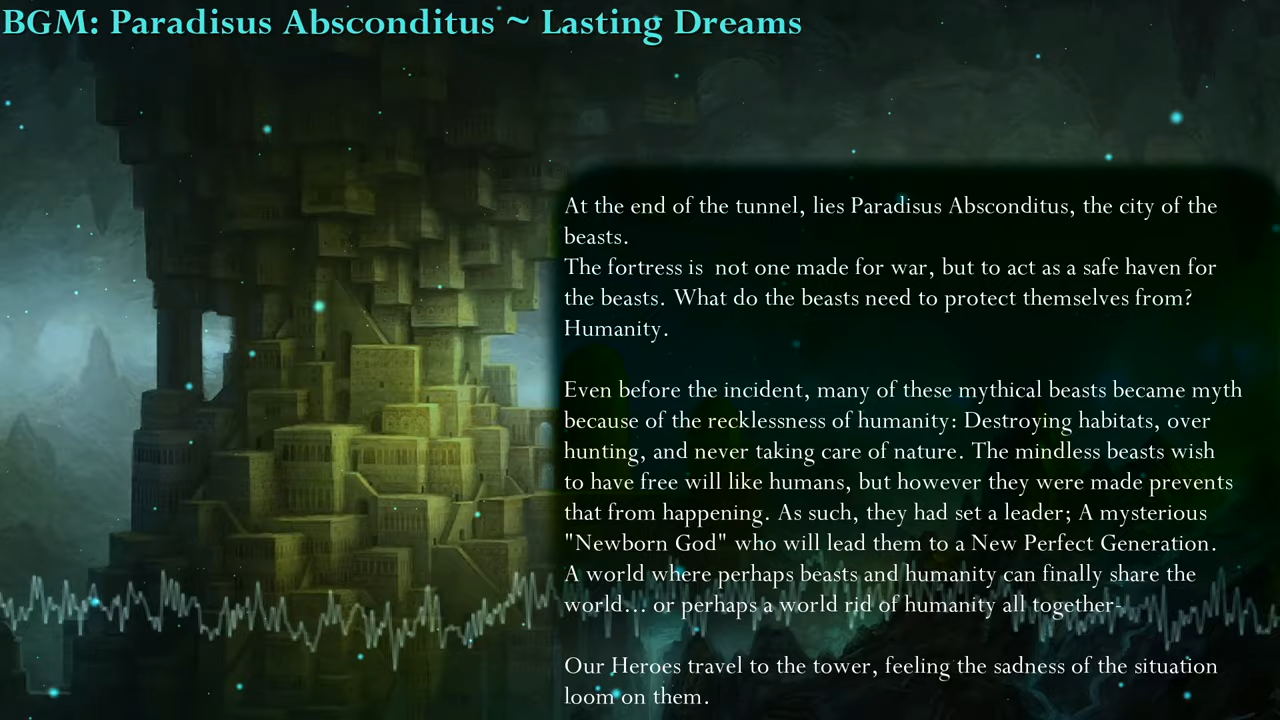 BGM: Paradisus Absconditus ~ Lasting Dreams
At the end of the tunnel, lies Paradisus Absconditus, the city of the
beasts.
The fortress is  not one made for war, but to act as a safe haven for
the beasts. What do the beasts need to protect themselves from?
Humanity.
Even before the incident, many of these mythical beasts became myth
because of the recklessness of humanity: Destroying habitats, over
hunting, and never taking care of nature. The mindless beasts wish
to have free will like humans, but however they were made prevents
that from happening. As such, they had set a leader; A mysterious
"Newborn God" who will lead them to a New Perfect Generation.
A world where perhaps beasts and humanity can finally share the
world... or perhaps a world rid of humanity all together-
Our Heroes travel to the tower, feeling the sadness of the situation
loom on them.